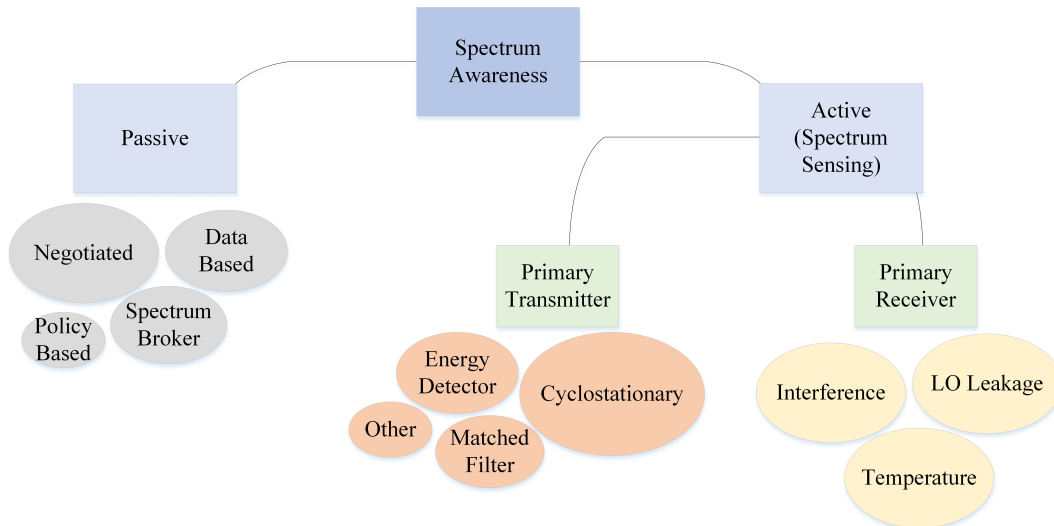 Spectrum
Awareness
Passive
Active
(Spectrum
Sensing)
Negotiated
Data
Based
Policy
Based
Spectrum
Broker
Primary
Transmitter
Primary
Receiver
Energy
Detector
Cyclostationary
Other
Matched
Filter
Interference
LO Leakage
Temperature